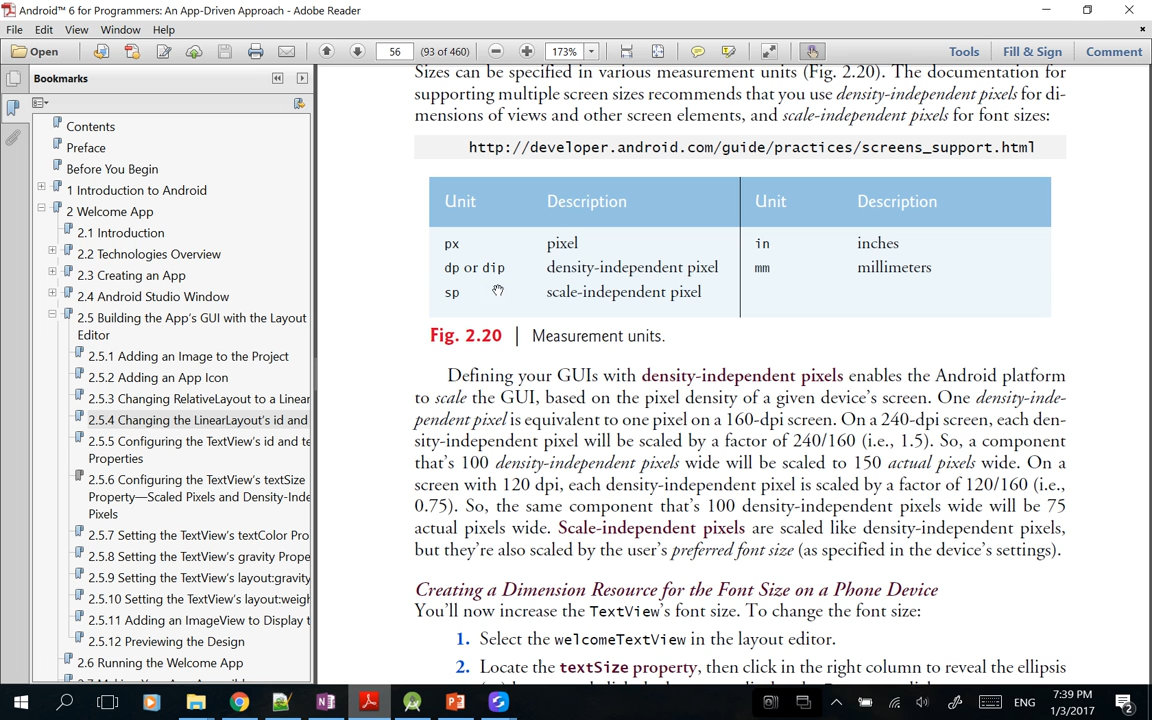 Android™ 6 for Programmers: An App-Driven Approach - Adobe Reader
File Edit View Window Help
Open 56 (93 of 460) 173% Tools Fill & Sign Comment
Bookmarks
Contents
Preface
Before You Begin
1 Introduction to Android
2 Welcome App
2.1 Introduction
2.2 Technologies Overview
2.3 Creating an App
2.4 Android Studio Window
2.5 Building the App's GUI with the Layout
Editor
2.5.1 Adding an Image to the Project
2.5.2 Adding an App Icon
2.5.3 Changing RelativeLayout to a Linear
2.5.4 Changing the LinearLayout's id and
2.5.5 Configuring the TextView's id and te
Properties
2.5.6 Configuring the TextView's textSize
Property—Scaled Pixels and Density-Inde
Pixels
2.5.7 Setting the TextView's textColor Pro
2.5.8 Setting the TextView's gravity Prope
2.5.9 Setting the TextView's layout:gravity
2.5.10 Setting the TextView's layout:weigh
2.5.11 Adding an ImageView to Display t
2.5.12 Previewing the Design
2.6 Running the Welcome App
Sizes can be specified in various measurement units (Fig. 2.20). The documentation for
supporting multiple screen sizes recommends that you use density-independent pixels for di-
mensions of views and other screen elements, and scale-independent pixels for font sizes:
http://developer.android.com/guide/practices/screens_support.html
Unit Description Unit Description
px pixel in inches
dp or dip density-independent pixel mm millimeters
sp scale-independent pixel
Fig. 2.20 | Measurement units.
Defining your GUIs with density-independent pixels enables the Android platform
to scale the GUI, based on the pixel density of a given device's screen. One density-inde-
pendent pixel is equivalent to one pixel on a 160-dpi screen. On a 240-dpi screen, each den-
sity-independent pixel will be scaled by a factor of 240/160 (i.e., 1.5). So, a component
that's 100 density-independent pixels wide will be scaled to 150 actual pixels wide. On a
screen with 120 dpi, each density-independent pixel is scaled by a factor of 120/160 (i.e.,
0.75). So, the same component that's 100 density-independent pixels wide will be 75
actual pixels wide. Scale-independent pixels are scaled like density-independent pixels,
but they're also scaled by the user's preferred font size (as specified in the device's settings).
Creating a Dimension Resource for the Font Size on a Phone Device
You'll now increase the TextView's font size. To change the font size:
1. Select the welcomeTextView in the layout editor.
2. Locate the textSize property, then click in the right column to reveal the ellipsis
ENG
7:39 PM
1/3/2017
2